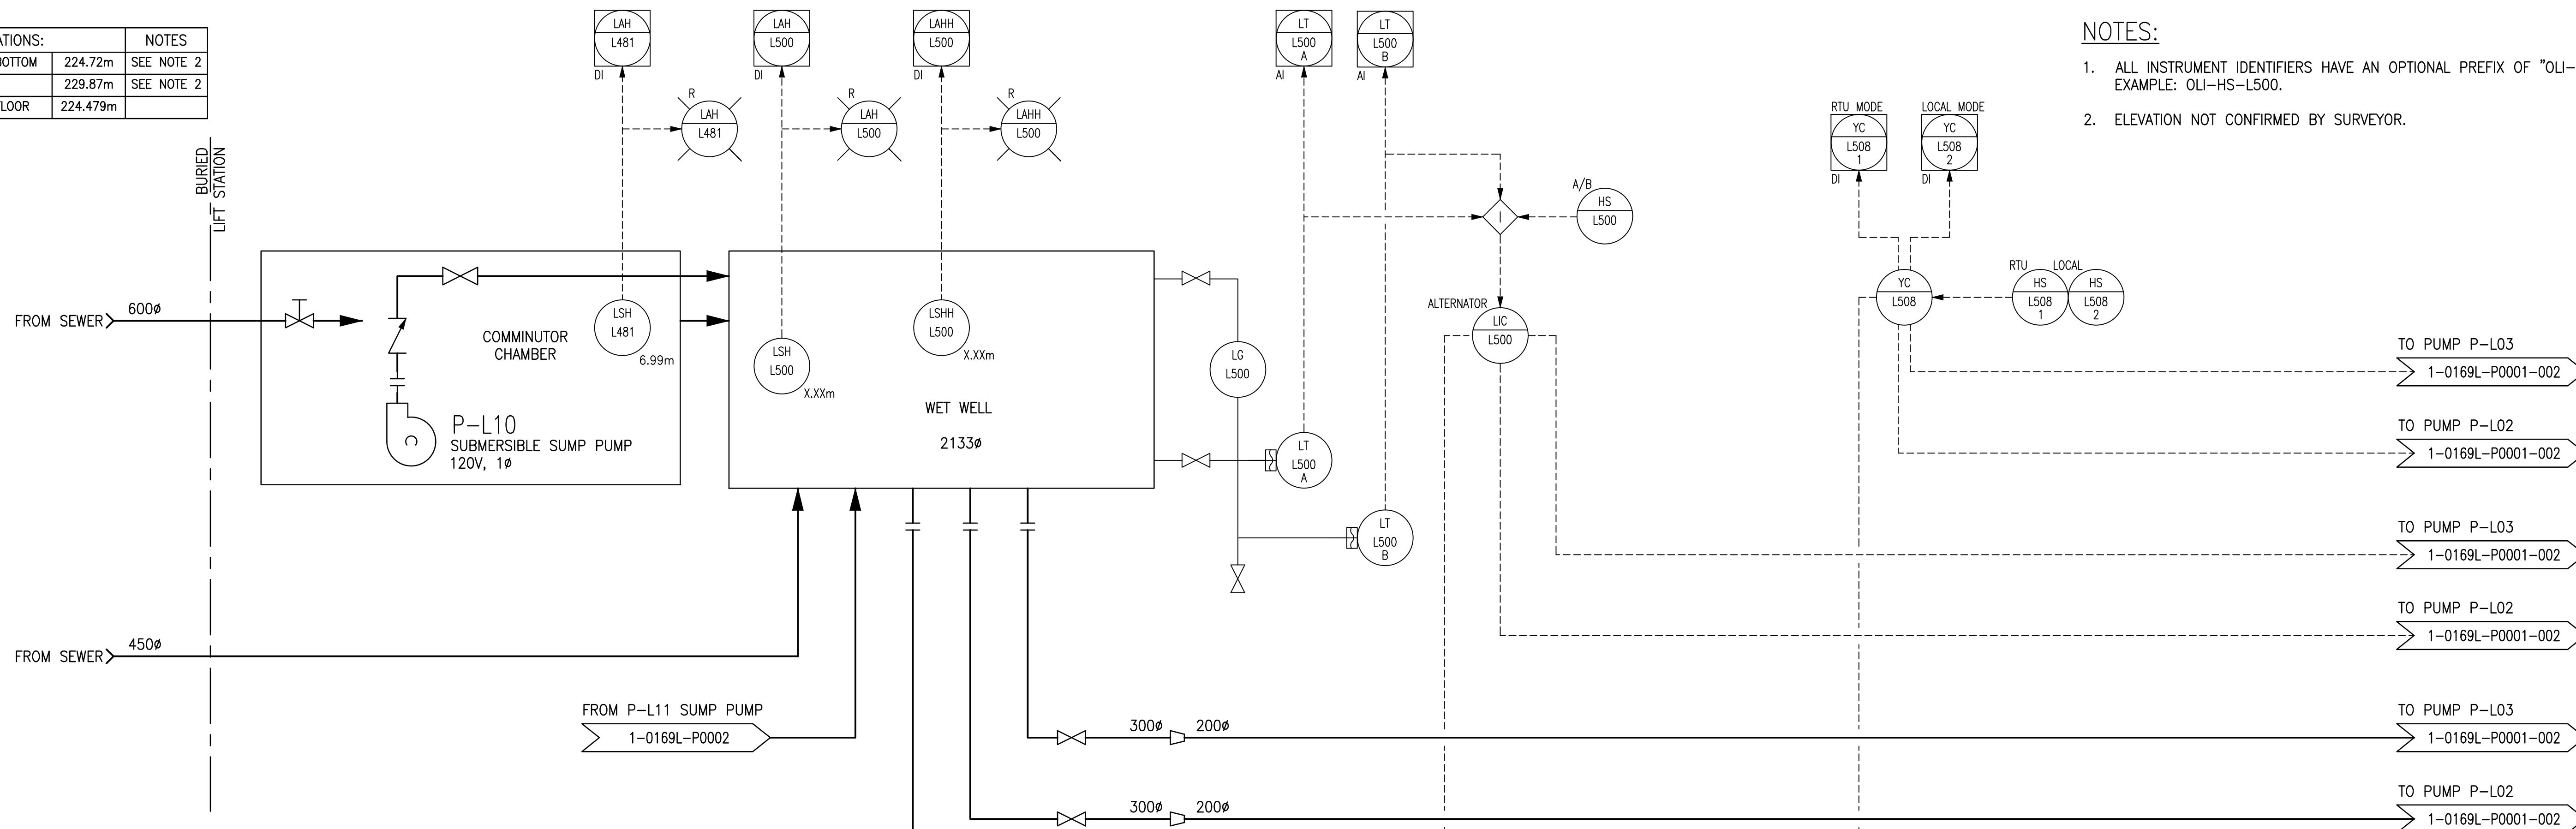 ATIONS: NOTES
BOTTOM 224.72m SEE NOTE 2
229.87m SEE NOTE 2
LOOR 224.479m
BURIED
LIFT STATION
LAH
L481
DI
LAH
L500
DI
LAHH
L500
DI
R
LAH
L481
R
LAH
L500
R
LAHH
L500
LT
L500
A
AI
LT
L500
B
AI
A/B
HS
L500
I
RTU MODE
YC
L508
1
DI
LOCAL MODE
YC
L508
2
DI
NOTES:
1. ALL INSTRUMENT IDENTIFIERS HAVE AN OPTIONAL PREFIX OF "OLI-
EXAMPLE: OLI-HS-L500.
2. ELEVATION NOT CONFIRMED BY SURVEYOR.
FROM SEWER
600ø
COMMINUTOR
CHAMBER
LSH
L481
6.99m
P-L10
SUBMERSIBLE SUMP PUMP
120V, 1ø
LSH
L500
X.XXm
LSHH
L500
X.XXm
WET WELL
2133ø
LG
L500
LT
L500
A
LT
L500
B
ALTERNATOR
LIC
L500
YC
L508
RTU LOCAL
HS
L508
1
HS
L508
2
TO PUMP P-L03
1-0169L-P0001-002
TO PUMP P-L02
1-0169L-P0001-002
TO PUMP P-L03
1-0169L-P0001-002
TO PUMP P-L02
1-0169L-P0001-002
FROM SEWER
450ø
FROM P-L11 SUMP PUMP
1-0169L-P0002
300ø 200ø
TO PUMP P-L03
1-0169L-P0001-002
300ø 200ø
TO PUMP P-L02
1-0169L-P0001-002